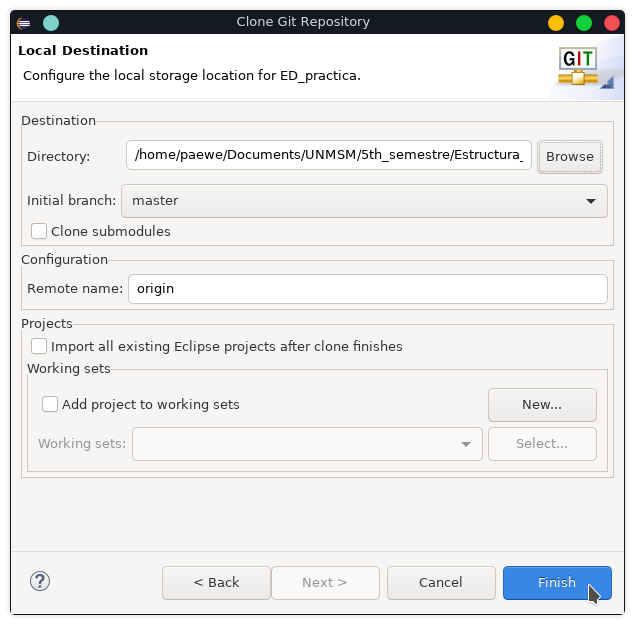 Clone Git Repository
Local Destination
Configure the local storage location for ED_practica.
GIT
Destination
Directory: /home/paewe/Documents/UNMSM/5th_semestre/Estructura_ Browse
Initial branch: master
Clone submodules
Configuration
Remote name: origin
Projects
Import all existing Eclipse projects after clone finishes
Working sets
Add project to working sets New...
Working sets: Select...
? < Back Next > Cancel Finish